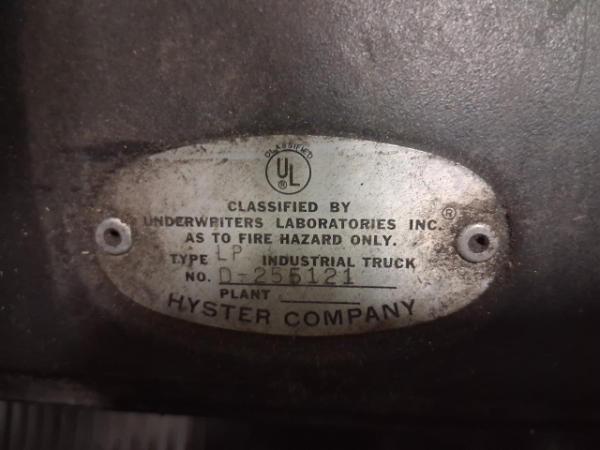 CLASSIFIED
UL ®
CLASSIFIED BY
UNDERWRITERS LABORATORIES INC.®
AS TO FIRE HAZARD ONLY.
TYPE LP INDUSTRIAL TRUCK
NO. D-255121
PLANT
HYSTER COMPANY